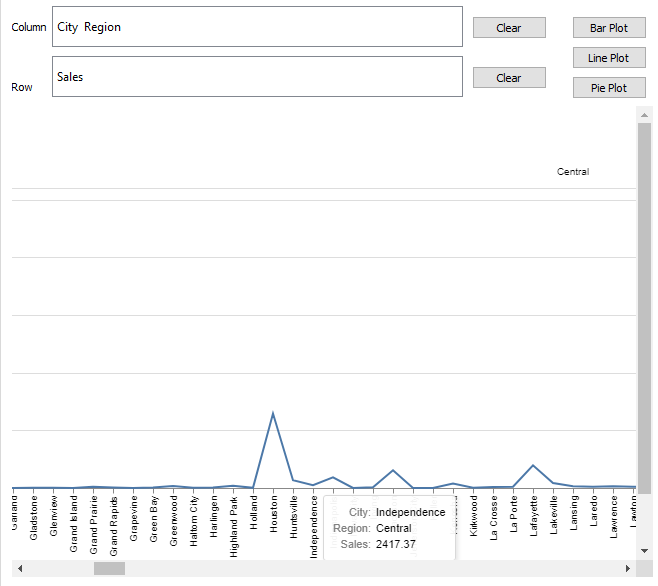 Column
City  Region
Clear
Bar Plot
Line Plot
Row
Sales
Clear
Pie Plot
Central
Garland
Gladstone
Glenview
Grand Island
Grand Prairie
Grand Rapids
Grapevine
Green Bay
Greenwood
Haltom City
Harlingen
Highland Park
Holland
Houston
Huntsville
Independence
Kirkwood
La Crosse
La Porte
Lafayette
Lakeville
Lansing
Laredo
Lawrence
Lawton
City: Independence
Region: Central
Sales: 2417.37